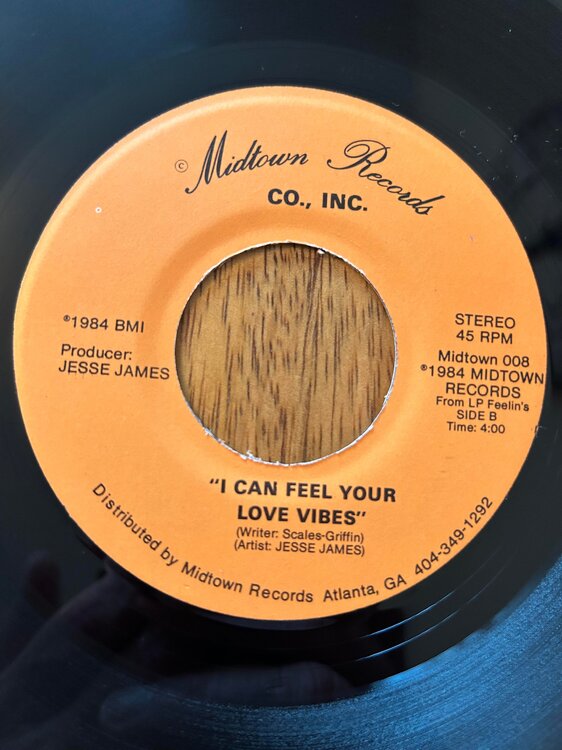 © Midtown Records
CO., INC.
℗1984 BMI
Producer:
JESSE JAMES
STEREO
45 RPM
Midtown 008
℗1984 MIDTOWN
RECORDS
From LP Feelin's
SIDE B
Time: 4:00
"I CAN FEEL YOUR
LOVE VIBES"
(Writer: Scales-Griffin)
(Artist: JESSE JAMES)
Distributed by Midtown Records Atlanta, GA 404-349-1292